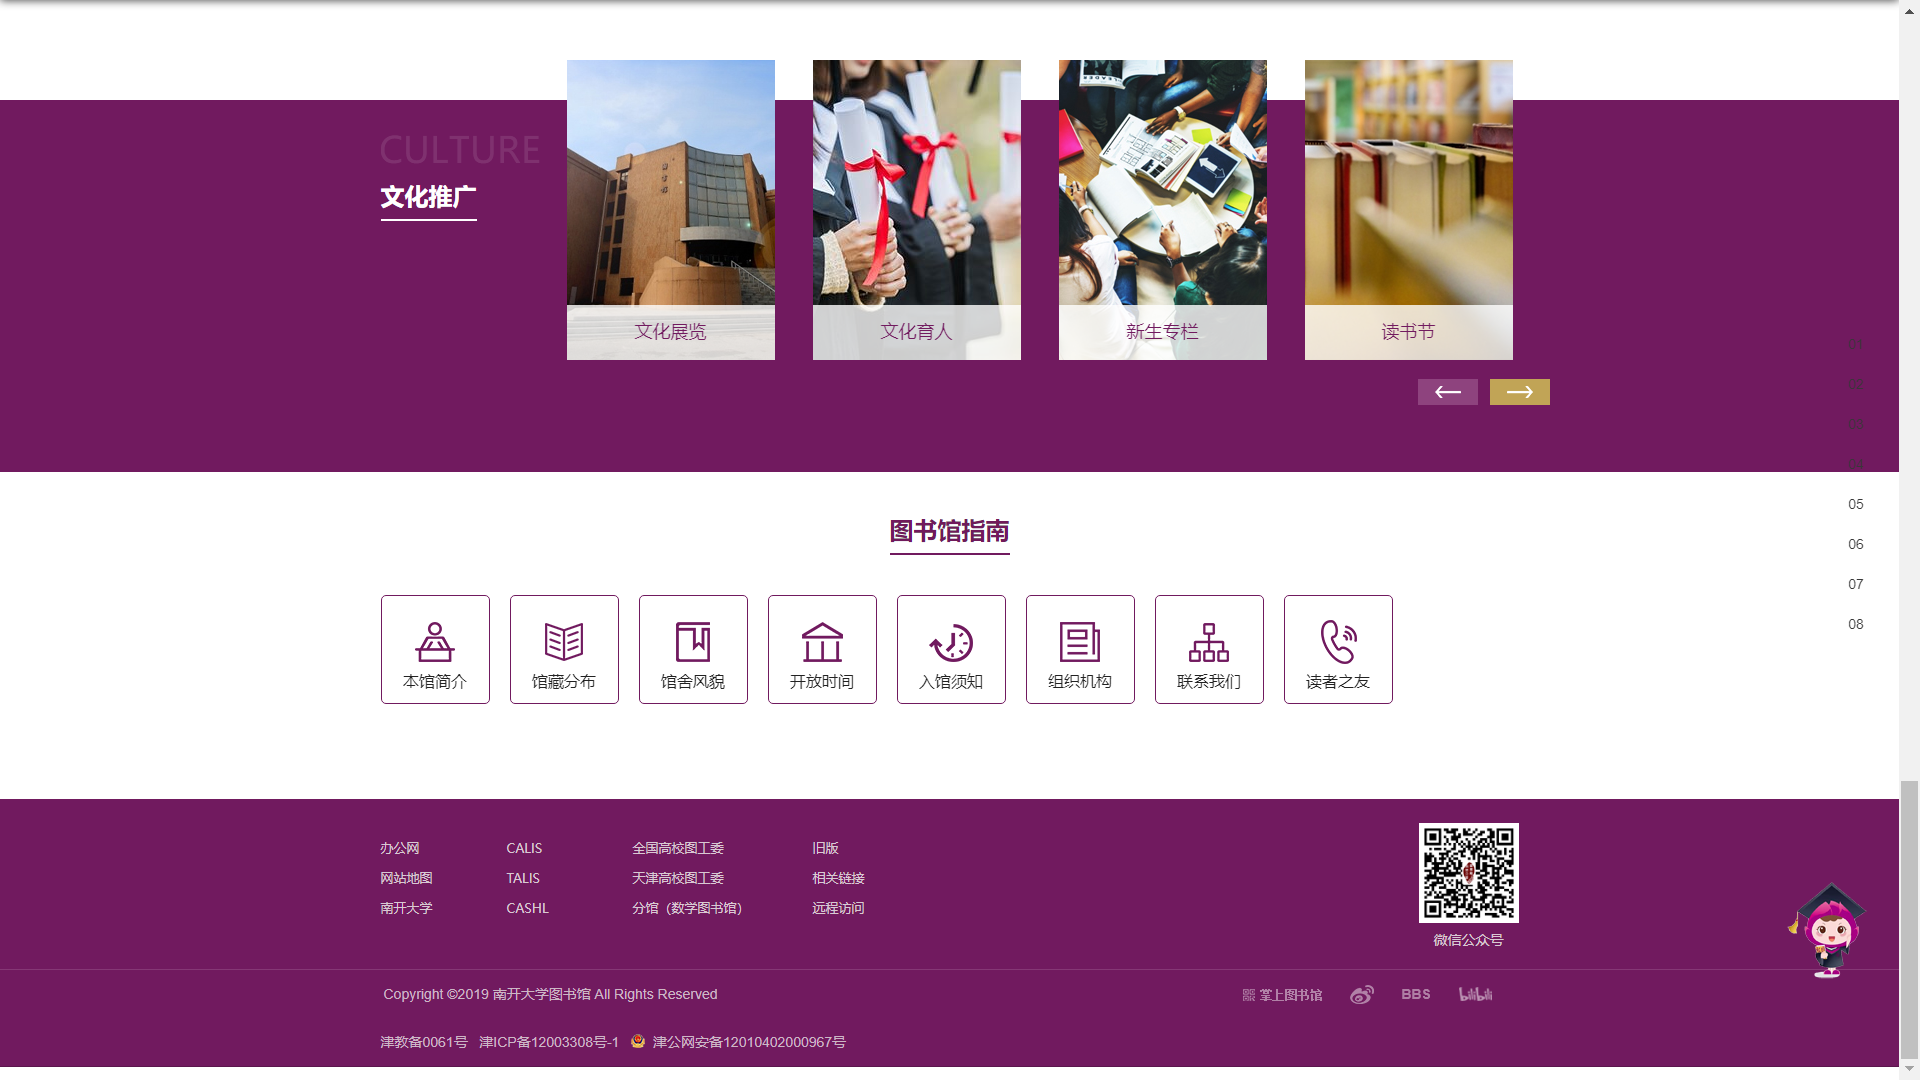 CULTURE
文化推广
文化展览
文化育人
新生专栏
读书节
01
02
03
04
05
06
07
08
图书馆指南
本馆简介
馆藏分布
馆舍风貌
开放时间
入馆须知
组织机构
联系我们
读者之友
办公网 CALIS 全国高校图工委 旧版
网站地图 TALIS 天津高校图工委 相关链接
南开大学 CASHL 分馆（数学图书馆） 远程访问
微信公众号
Copyright ©2019 南开大学图书馆 All Rights Reserved
掌上图书馆 BBS bilibili
津教备0061号 津ICP备12003308号-1 津公网安备12010402000967号